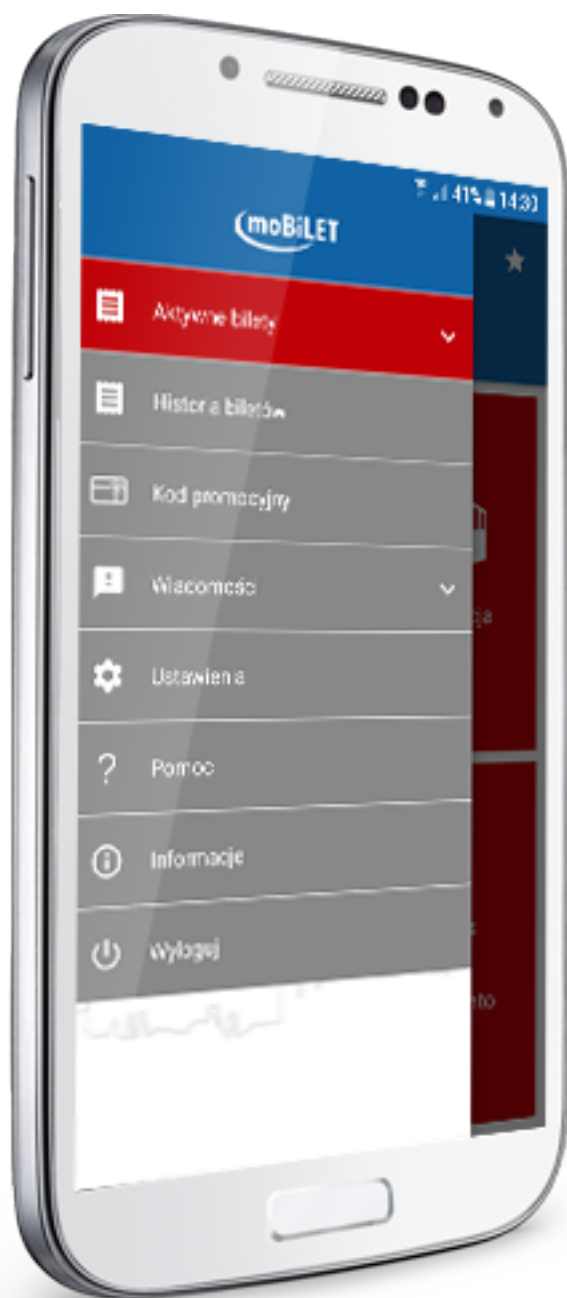 41% 14:30
moBiLET
Aktywne bilety
Historia biletów
Kod promocyjny
Wiadomości
Ustawienia
Pomoc
Informacje
Wyloguj